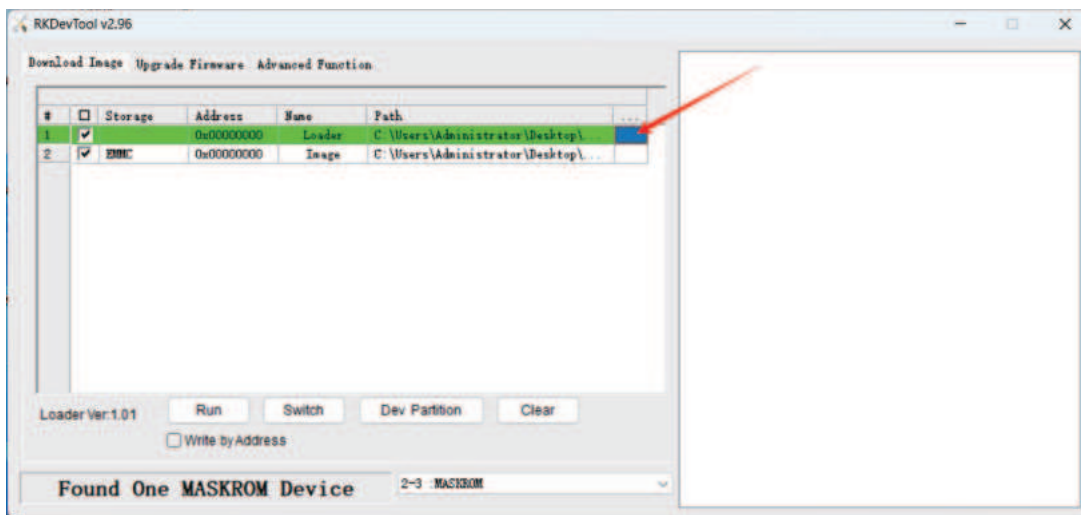 RKDevTool v2.96
Download Image Upgrade Firmware Advanced Function
# Storage Address Name Path ...
1 0x00000000 Loader C:\Users\Administrator\Desktop\...
2 EMMC 0x00000000 Image C:\Users\Administrator\Desktop\...
Loader Ver:1.01 Run Switch Dev Partition Clear
Write by Address
Found One MASKROM Device 2-3 :MASKROM